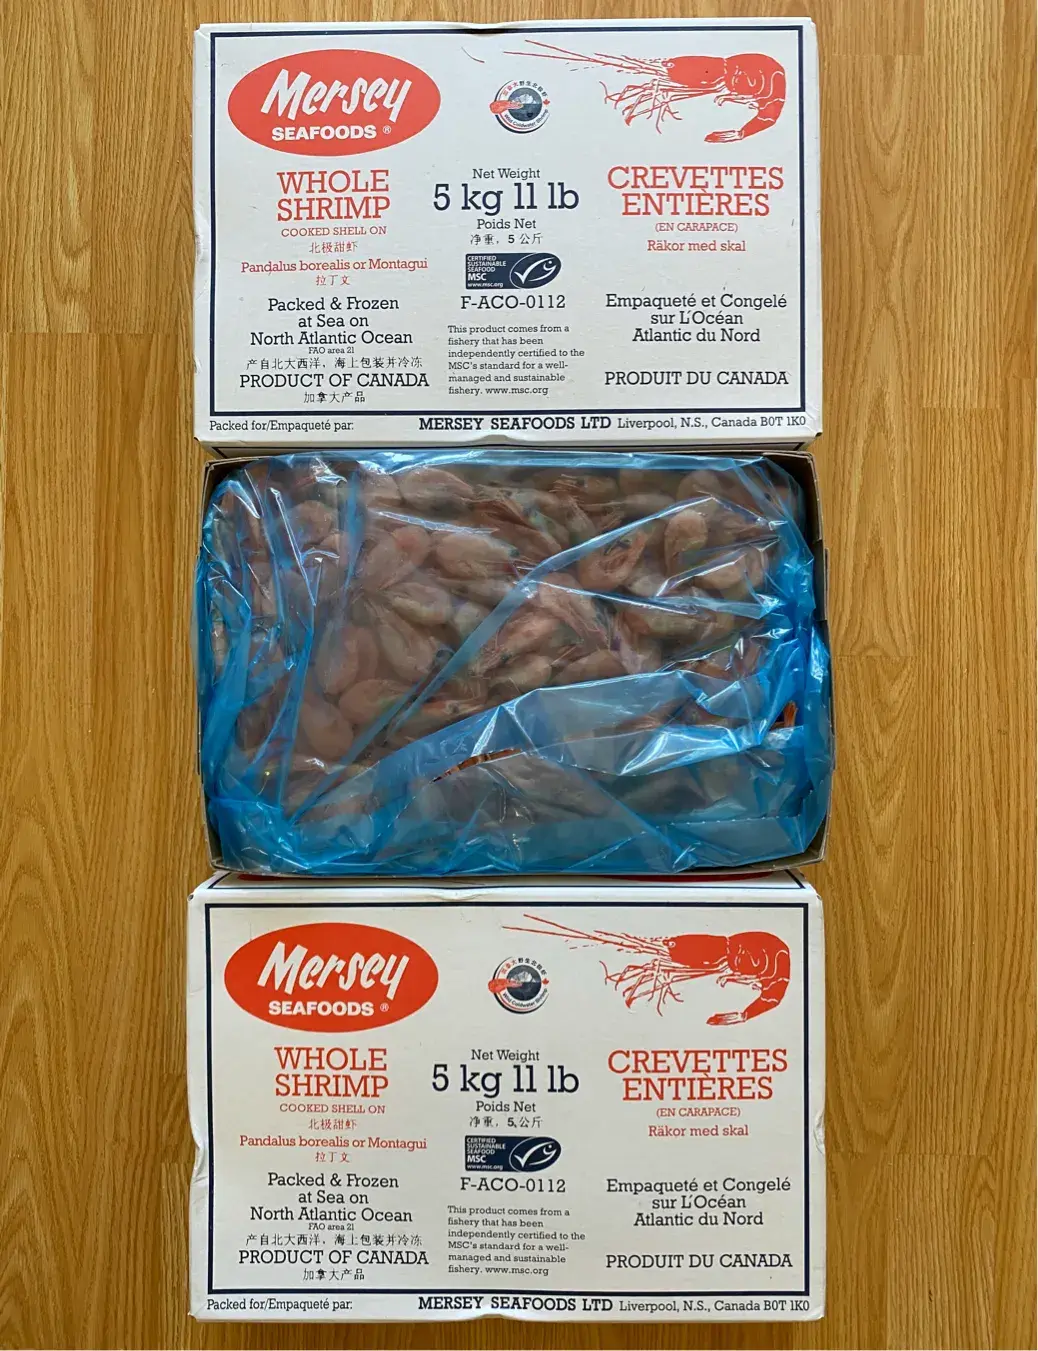 Mersey
SEAFOODS ®
WHOLE
SHRIMP
COOKED SHELL ON
北极甜虾
Pandalus borealis or Montagui
拉丁文
Packed & Frozen
at Sea on
North Atlantic Ocean
FAO area 21
产自北大西洋，海上包装并冷冻
PRODUCT OF CANADA
加拿大产品
Wild Coldwater Shrimp
Net Weight
5 kg 11 lb
Poids Net
净重，5 公斤
CERTIFIED
SUSTAINABLE
SEAFOOD
MSC
www.msc.org
F-ACO-0112
This product comes from a
fishery that has been
independently certified to the
MSC's standard for a well-
managed and sustainable
fishery. www.msc.org
CREVETTES
ENTIÈRES
(EN CARAPACE)
Räkor med skal
Empaqueté et Congelé
sur L'Océan
Atlantic du Nord
PRODUIT DU CANADA
Packed for/Empaqueté par: MERSEY SEAFOODS LTD Liverpool, N.S., Canada B0T 1K0
Mersey
SEAFOODS ®
WHOLE
SHRIMP
COOKED SHELL ON
北极甜虾
Pandalus borealis or Montagui
拉丁文
Packed & Frozen
at Sea on
North Atlantic Ocean
FAO area 21
产自北大西洋，海上包装并冷冻
PRODUCT OF CANADA
加拿大产品
Wild Coldwater Shrimp
Net Weight
5 kg 11 lb
Poids Net
净重，5 公斤
CERTIFIED
SUSTAINABLE
SEAFOOD
MSC
www.msc.org
F-ACO-0112
This product comes from a
fishery that has been
independently certified to the
MSC's standard for a well-
managed and sustainable
fishery. www.msc.org
CREVETTES
ENTIÈRES
(EN CARAPACE)
Räkor med skal
Empaqueté et Congelé
sur L'Océan
Atlantic du Nord
PRODUIT DU CANADA
Packed for/Empaqueté par: MERSEY SEAFOODS LTD Liverpool, N.S., Canada B0T 1K0